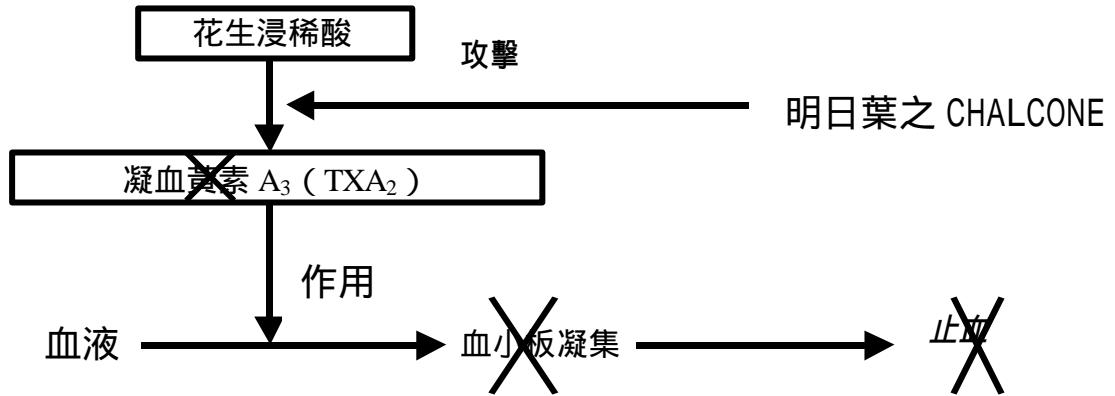 花生浸稀酸
攻擊
明日葉之 CHALCONE
凝血黃素 A₃（TXA₂）
作用
血液
血小板凝集
止血